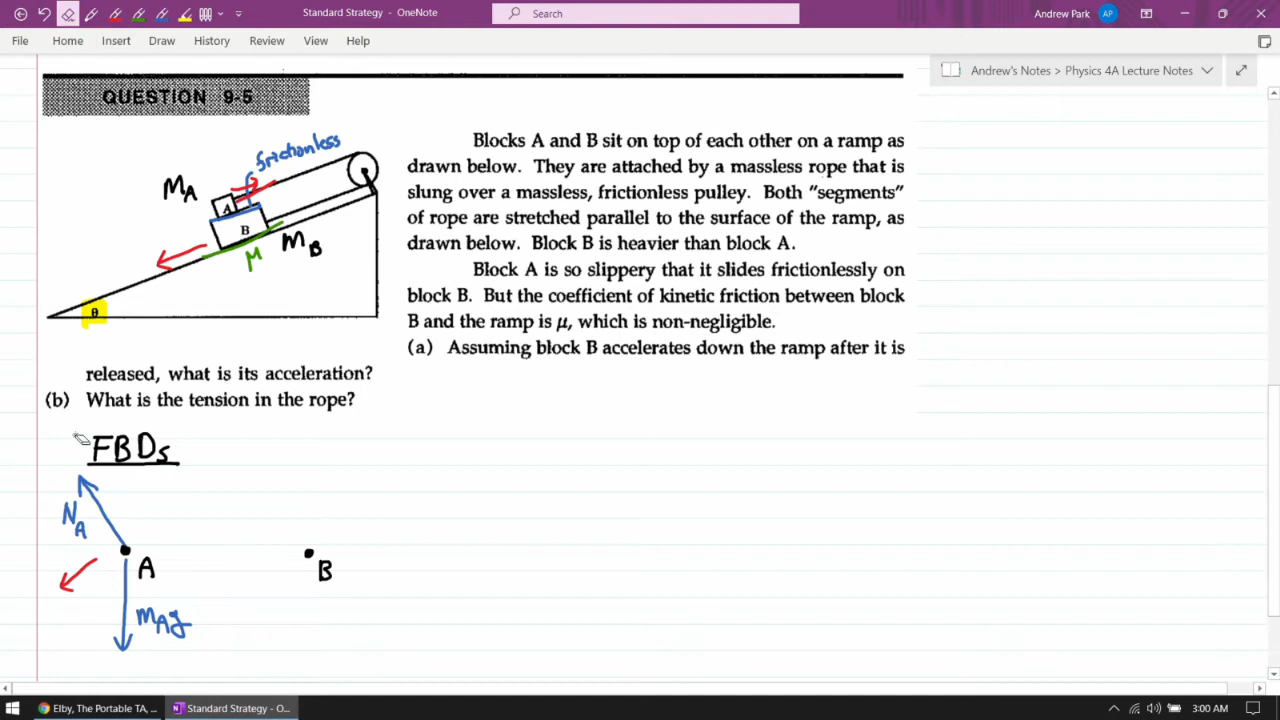 Standard Strategy - OneNote
Search
Andrew Park
AP
File Home Insert Draw History Review View Help
Andrew's Notes > Physics 4A Lecture Notes
QUESTION 9-5
frictionless
MA
A
B
MB
μ
θ
Blocks A and B sit on top of each other on a ramp as
drawn below. They are attached by a massless rope that is
slung over a massless, frictionless pulley. Both "segments"
of rope are stretched parallel to the surface of the ramp, as
drawn below. Block B is heavier than block A.
Block A is so slippery that it slides frictionlessly on
block B. But the coefficient of kinetic friction between block
B and the ramp is μ, which is non-negligible.
(a) Assuming block B accelerates down the ramp after it is
released, what is its acceleration?
(b) What is the tension in the rope?
FBDs
NA
A
mAg
B
Elby, The Portable TA, ...
Standard Strategy - O...
3:00 AM